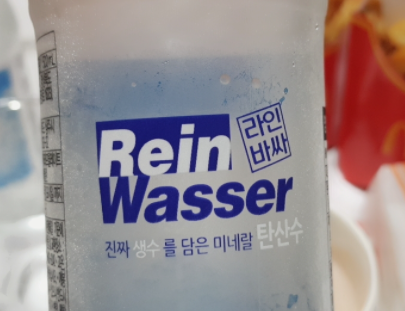 Rein
Wasser
라인
바싸
진짜 생수를 담은 미네랄 탄산수